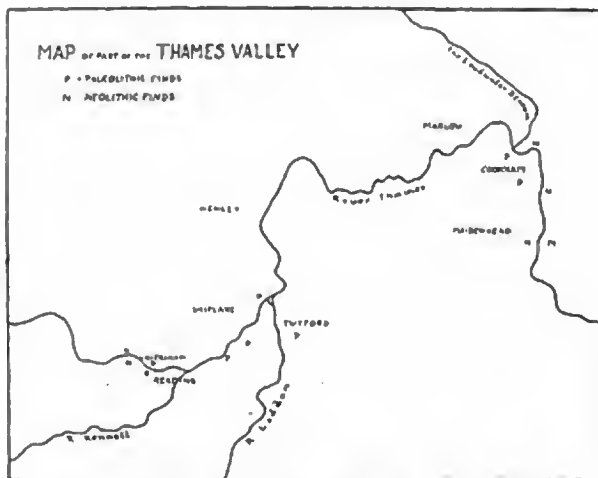 MAP OF PART OF THE THAMES VALLEY
P = PALEOLITHIC FINDS
N NEOLITHIC FINDS
MARLOW
P
N
COOKHAM
P
N
River Thames
HENLEY
MAIDENHEAD
N N
SHIPLAKE
P
TWYFORD
P
P
P
READING
R Kennett
R Loddon